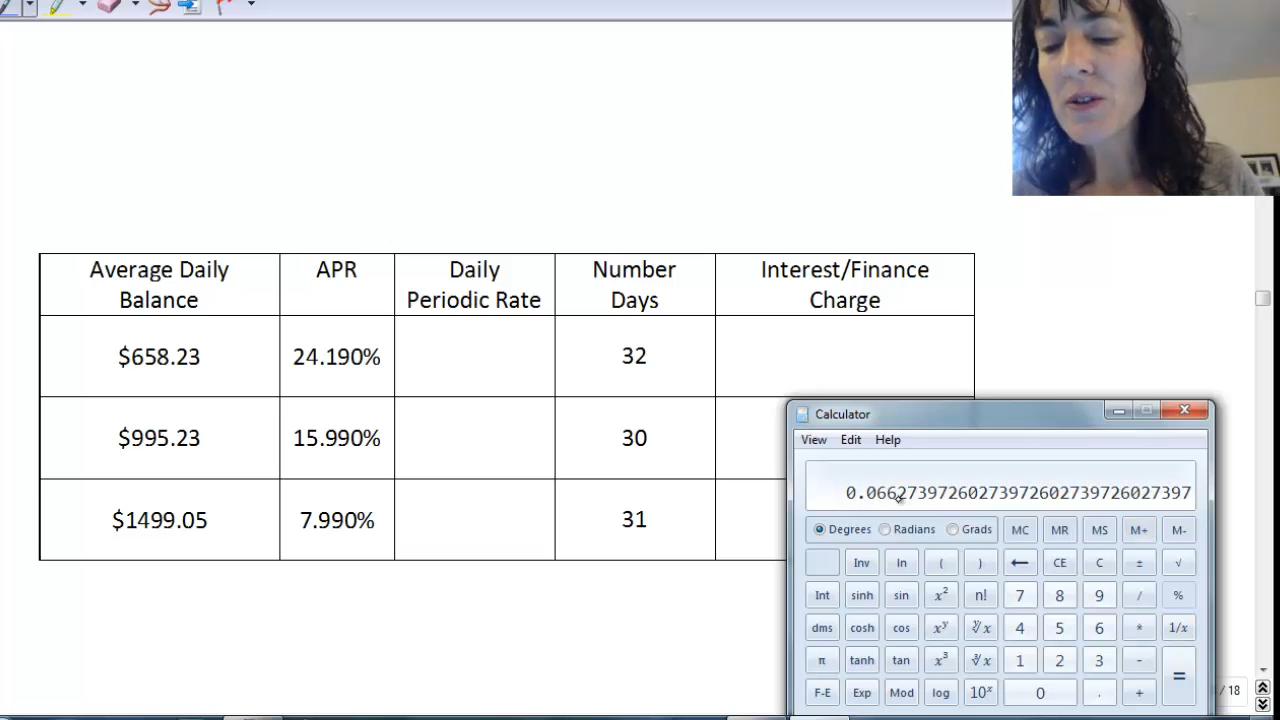 Average Daily Balance
APR
Daily Periodic Rate
Number Days
Interest/Finance Charge
$658.23
24.190%
32
$995.23
15.990%
30
$1499.05
7.990%
31
Calculator
View Edit Help
0.06627397260273972602739726027397
Degrees Radians Grads MC MR MS M+ M-
Inv ln ( ) ← CE C ± √
Int sinh sin x² n! 7 8 9 / %
dms cosh cos xʸ ʸ√x 4 5 6 * 1/x
π tanh tan x³ ³√x 1 2 3 - =
F-E Exp Mod log 10ˣ 0 . +
/ 18